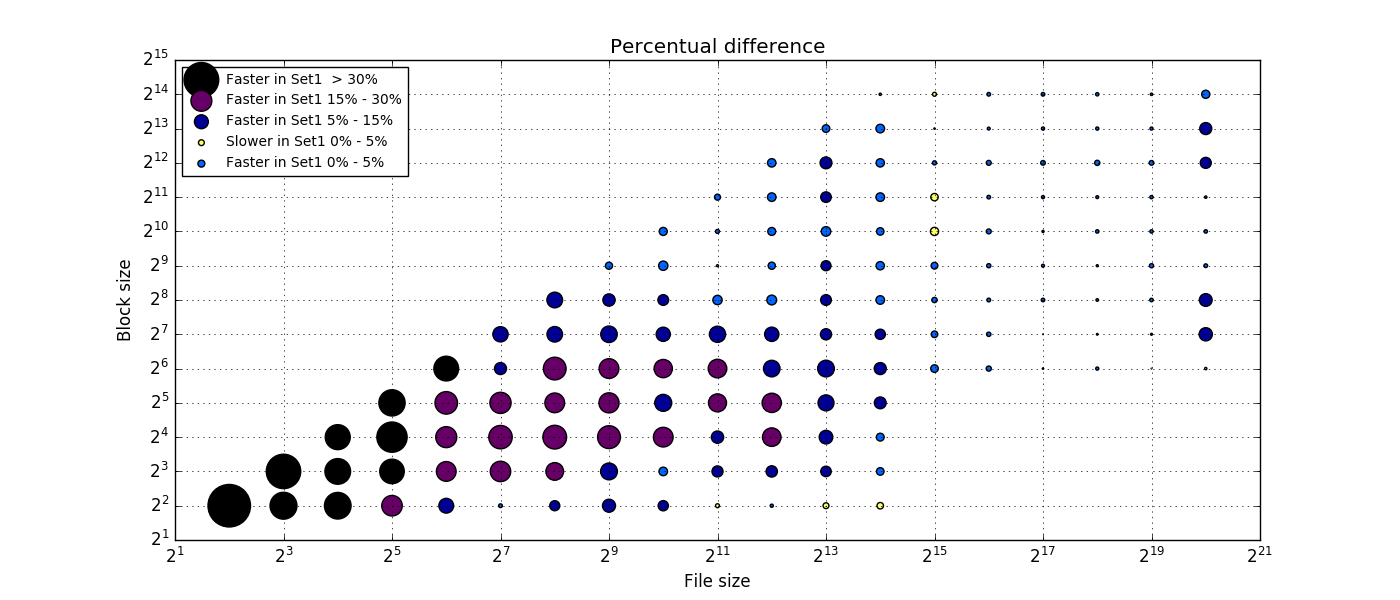 Percentual difference
Faster in Set1  > 30%
Faster in Set1 15% - 30%
Faster in Set1 5% - 15%
Slower in Set1 0% - 5%
Faster in Set1 0% - 5%
Block size
2^15
2^14
2^13
2^12
2^11
2^10
2^9
2^8
2^7
2^6
2^5
2^4
2^3
2^2
2^1
2^1 2^3 2^5 2^7 2^9 2^11 2^13 2^15 2^17 2^19 2^21
File size